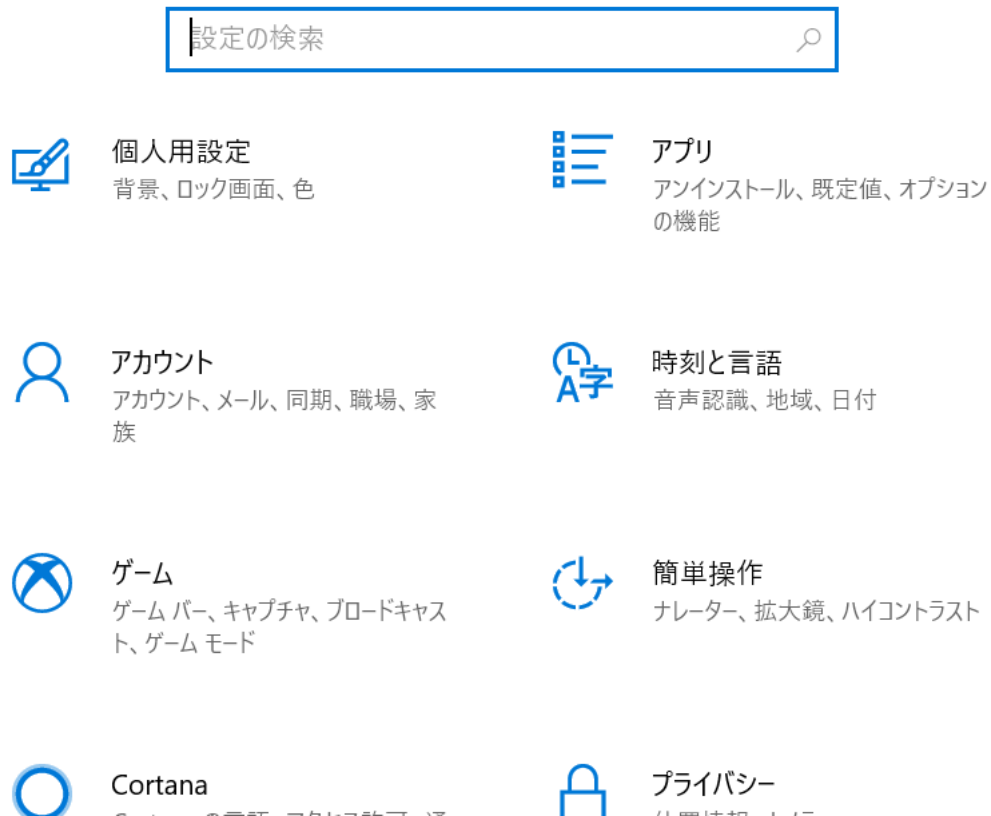 設定の検索
個人用設定
背景、ロック画面、色
アプリ
アンインストール、既定値、オプション
の機能
アカウント
アカウント、メール、同期、職場、家
族
時刻と言語
音声認識、地域、日付
ゲーム
ゲーム バー、キャプチャ、ブロードキャス
ト、ゲーム モード
簡単操作
ナレーター、拡大鏡、ハイコントラスト
Cortana
プライバシー